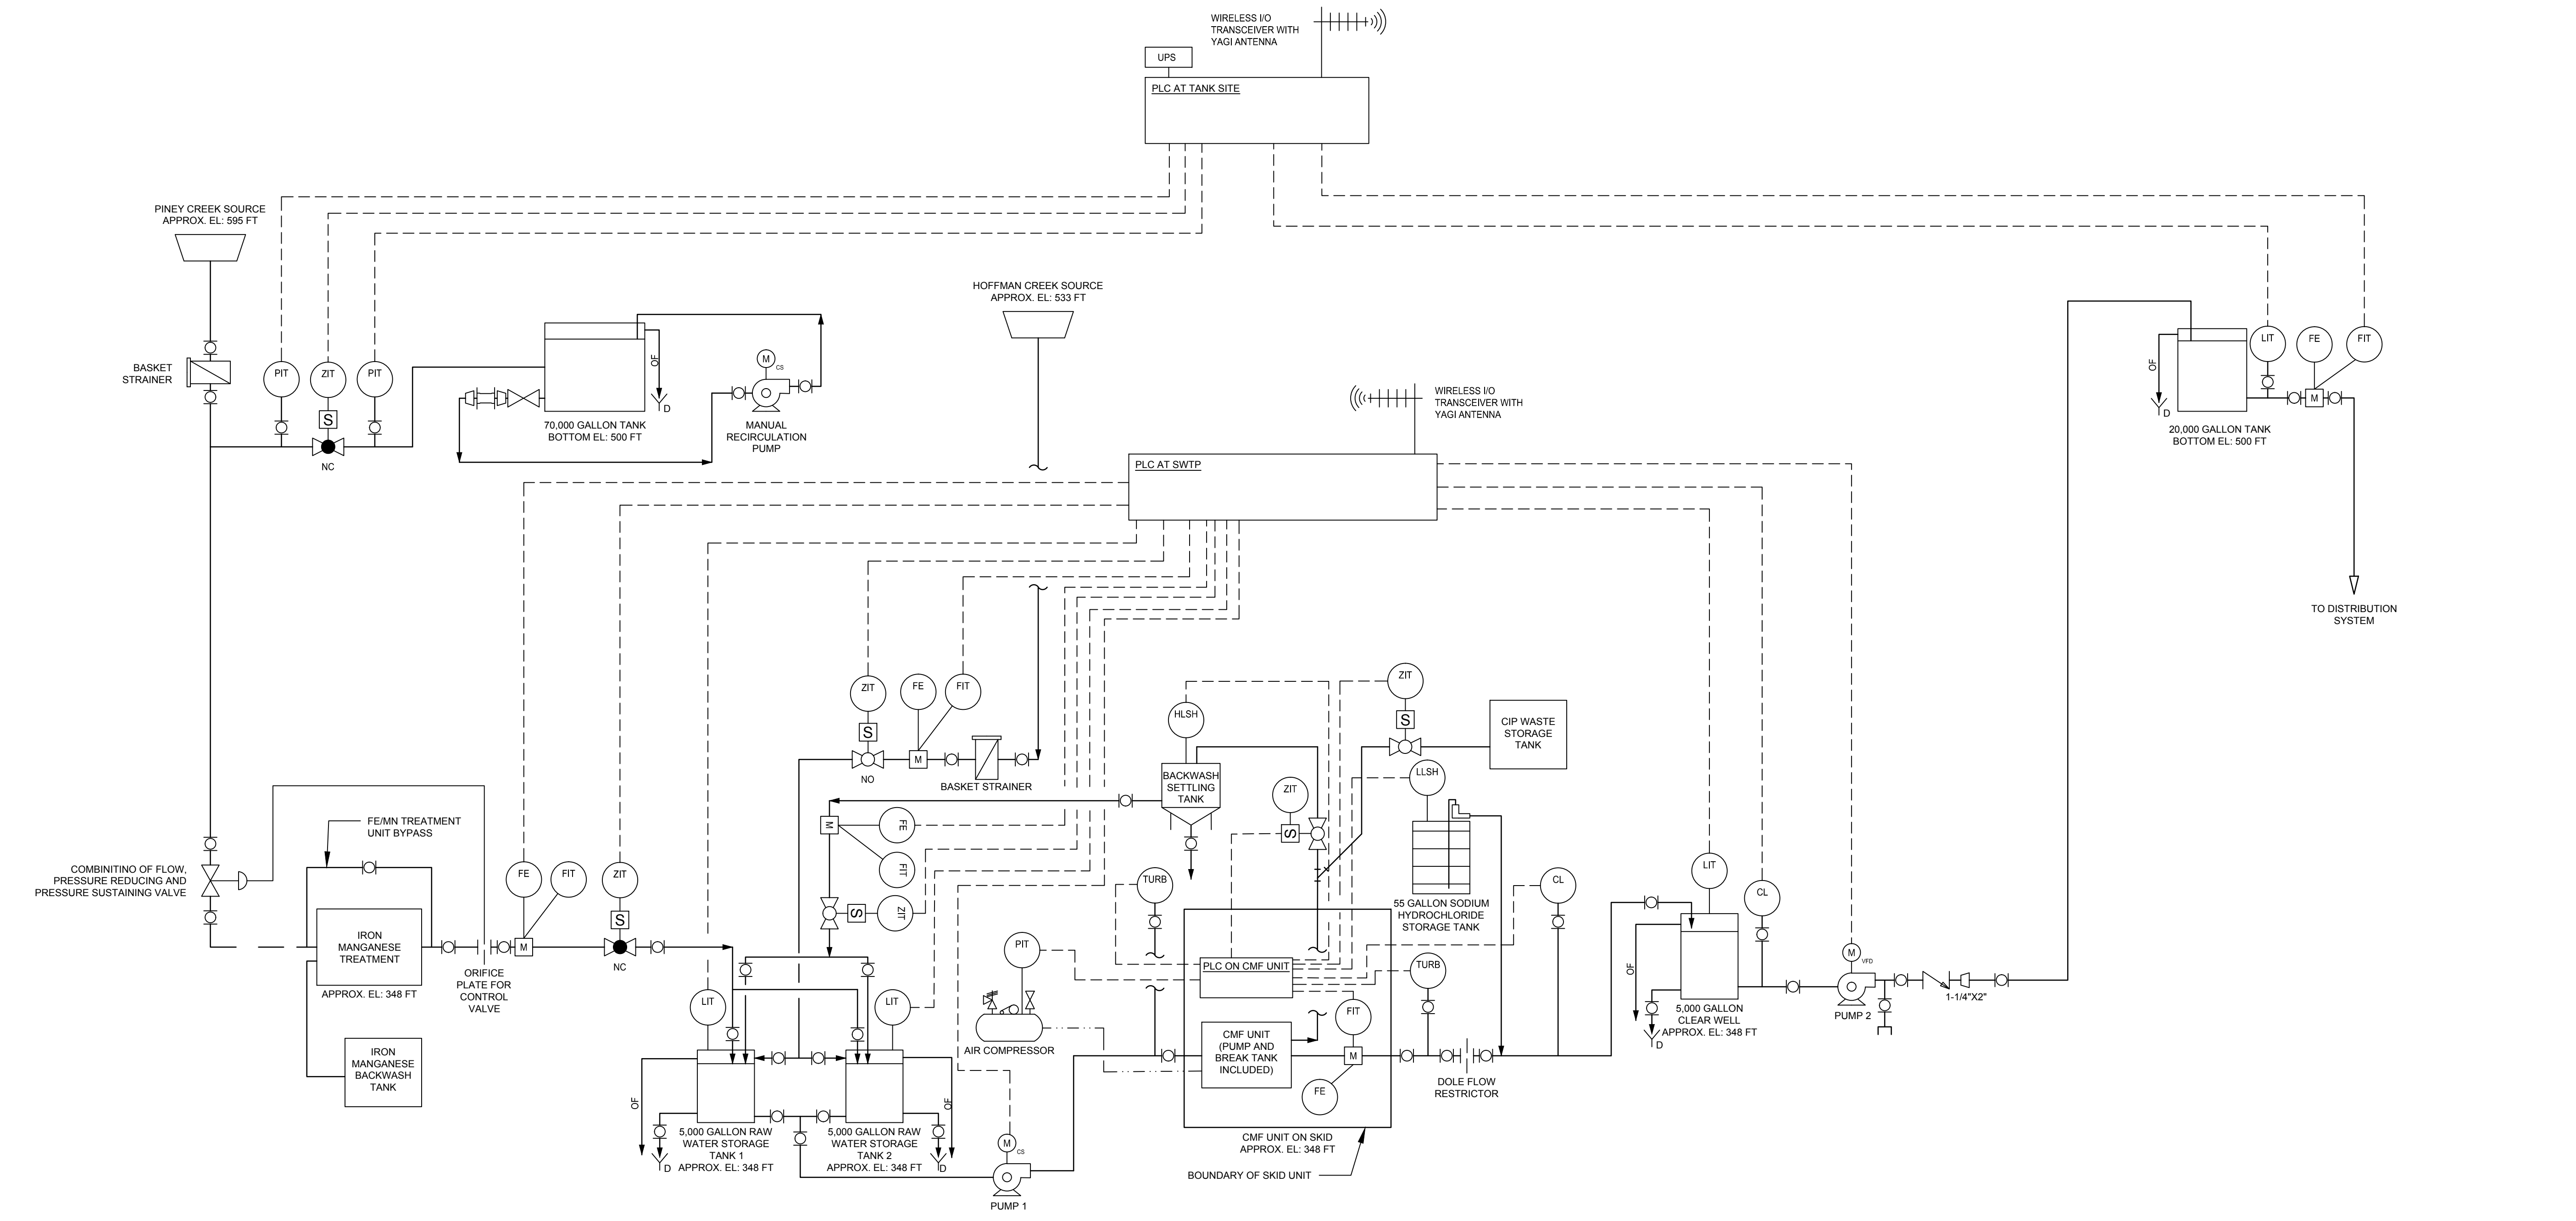 WIRELESS I/O
TRANSCEIVER WITH
YAGI ANTENNA
UPS
PLC AT TANK SITE
PINEY CREEK SOURCE
APPROX. EL: 595 FT
HOFFMAN CREEK SOURCE
APPROX. EL: 533 FT
BASKET
STRAINER
PIT
ZIT
PIT
S
NC
OF
D
70,000 GALLON TANK
BOTTOM EL: 500 FT
M
CS
MANUAL
RECIRCULATION
PUMP
WIRELESS I/O
TRANSCEIVER WITH
YAGI ANTENNA
PLC AT SWTP
OF
D
LIT
FE
FIT
M
20,000 GALLON TANK
BOTTOM EL: 500 FT
TO DISTRIBUTION
SYSTEM
ZIT
FE
FIT
S
M
NO
BASKET STRAINER
HLSH
BACKWASH
SETTLING
TANK
ZIT
S
ZIT
S
CIP WASTE
STORAGE
TANK
LLSH
55 GALLON SODIUM
HYDROCHLORIDE
STORAGE TANK
FE/MN TREATMENT
UNIT BYPASS
COMBINITINO OF FLOW,
PRESSURE REDUCING AND
PRESSURE SUSTAINING VALVE
IRON
MANGANESE
TREATMENT
APPROX. EL: 348 FT
IRON
MANGANESE
BACKWASH
TANK
ORIFICE
PLATE FOR
CONTROL
VALVE
FE
FIT
M
ZIT
S
NC
M
FE
FIT
S
ZIT
LIT
LIT
OF
D
5,000 GALLON RAW
WATER STORAGE
TANK 1
APPROX. EL: 348 FT
OF
D
5,000 GALLON RAW
WATER STORAGE
TANK 2
APPROX. EL: 348 FT
PIT
AIR COMPRESSOR
M
CS
PUMP 1
TURB
PLC ON CMF UNIT
CMF UNIT
(PUMP AND
BREAK TANK
INCLUDED)
FIT
M
FE
CMF UNIT ON SKID
APPROX. EL: 348 FT
BOUNDARY OF SKID UNIT
TURB
DOLE FLOW
RESTRICTOR
CL
LIT
CL
OF
D
5,000 GALLON
CLEAR WELL
APPROX. EL: 348 FT
M
VFD
PUMP 2
1-1/4"X2"